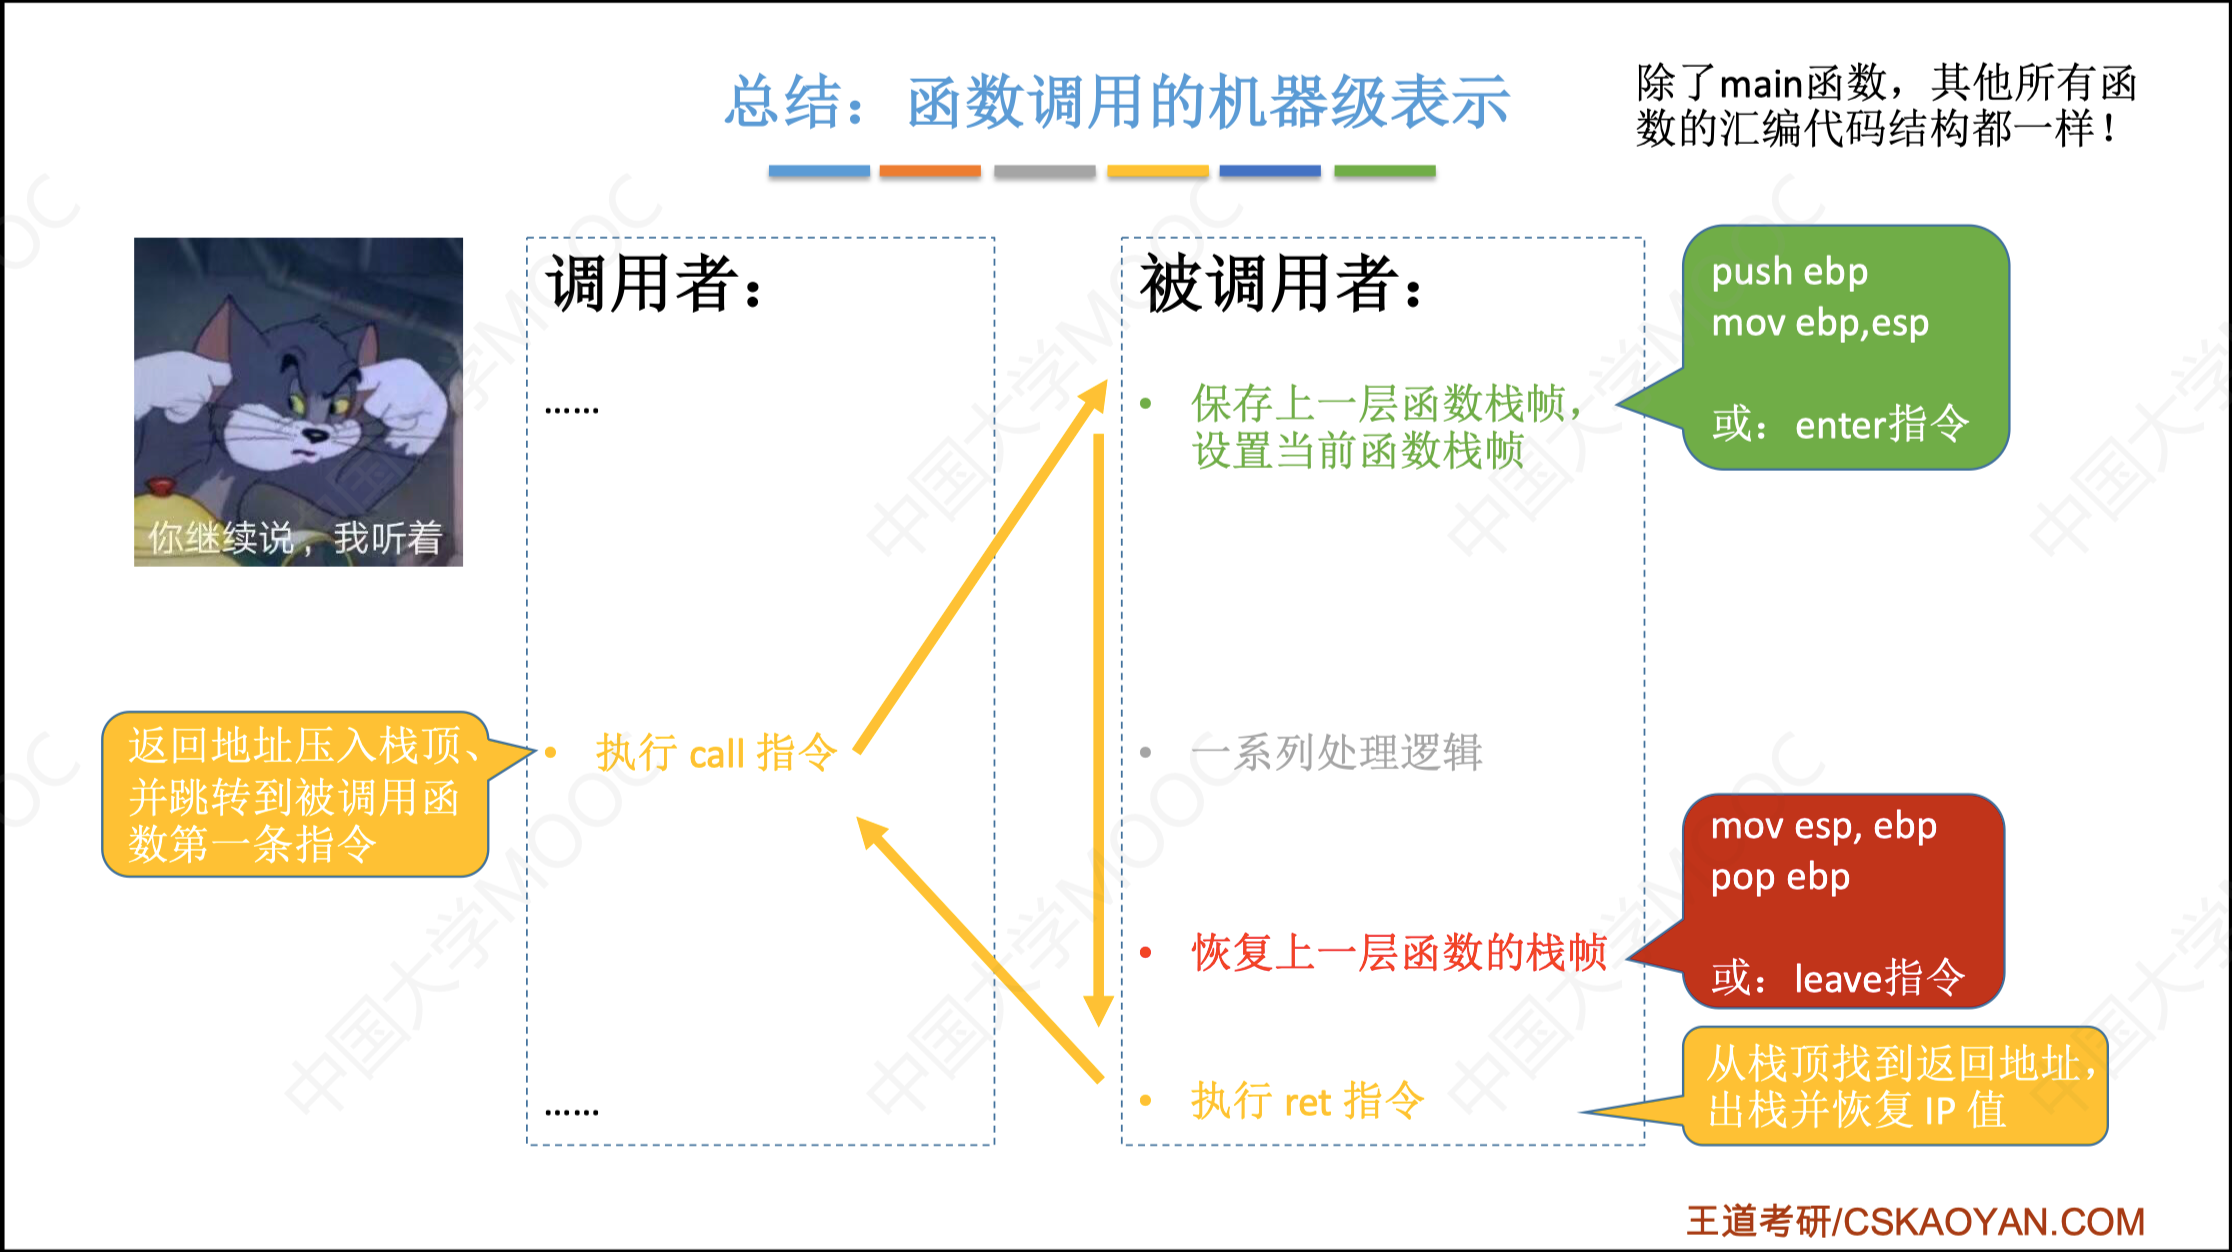 总结：函数调用的机器级表示
除了main函数，其他所有函
数的汇编代码结构都一样！
你继续说，我听着
调用者：
……
返回地址压入栈顶、
并跳转到被调用函
数第一条指令
• 执行 call 指令
……
被调用者：
• 保存上一层函数栈帧，
设置当前函数栈帧
push ebp
mov ebp,esp
或：enter指令
• 一系列处理逻辑
• 恢复上一层函数的栈帧
mov esp, ebp
pop ebp
或：leave指令
• 执行 ret 指令
从栈顶找到返回地址，
出栈并恢复 IP 值
王道考研/CSKAOYAN.COM
中国大学MOOC